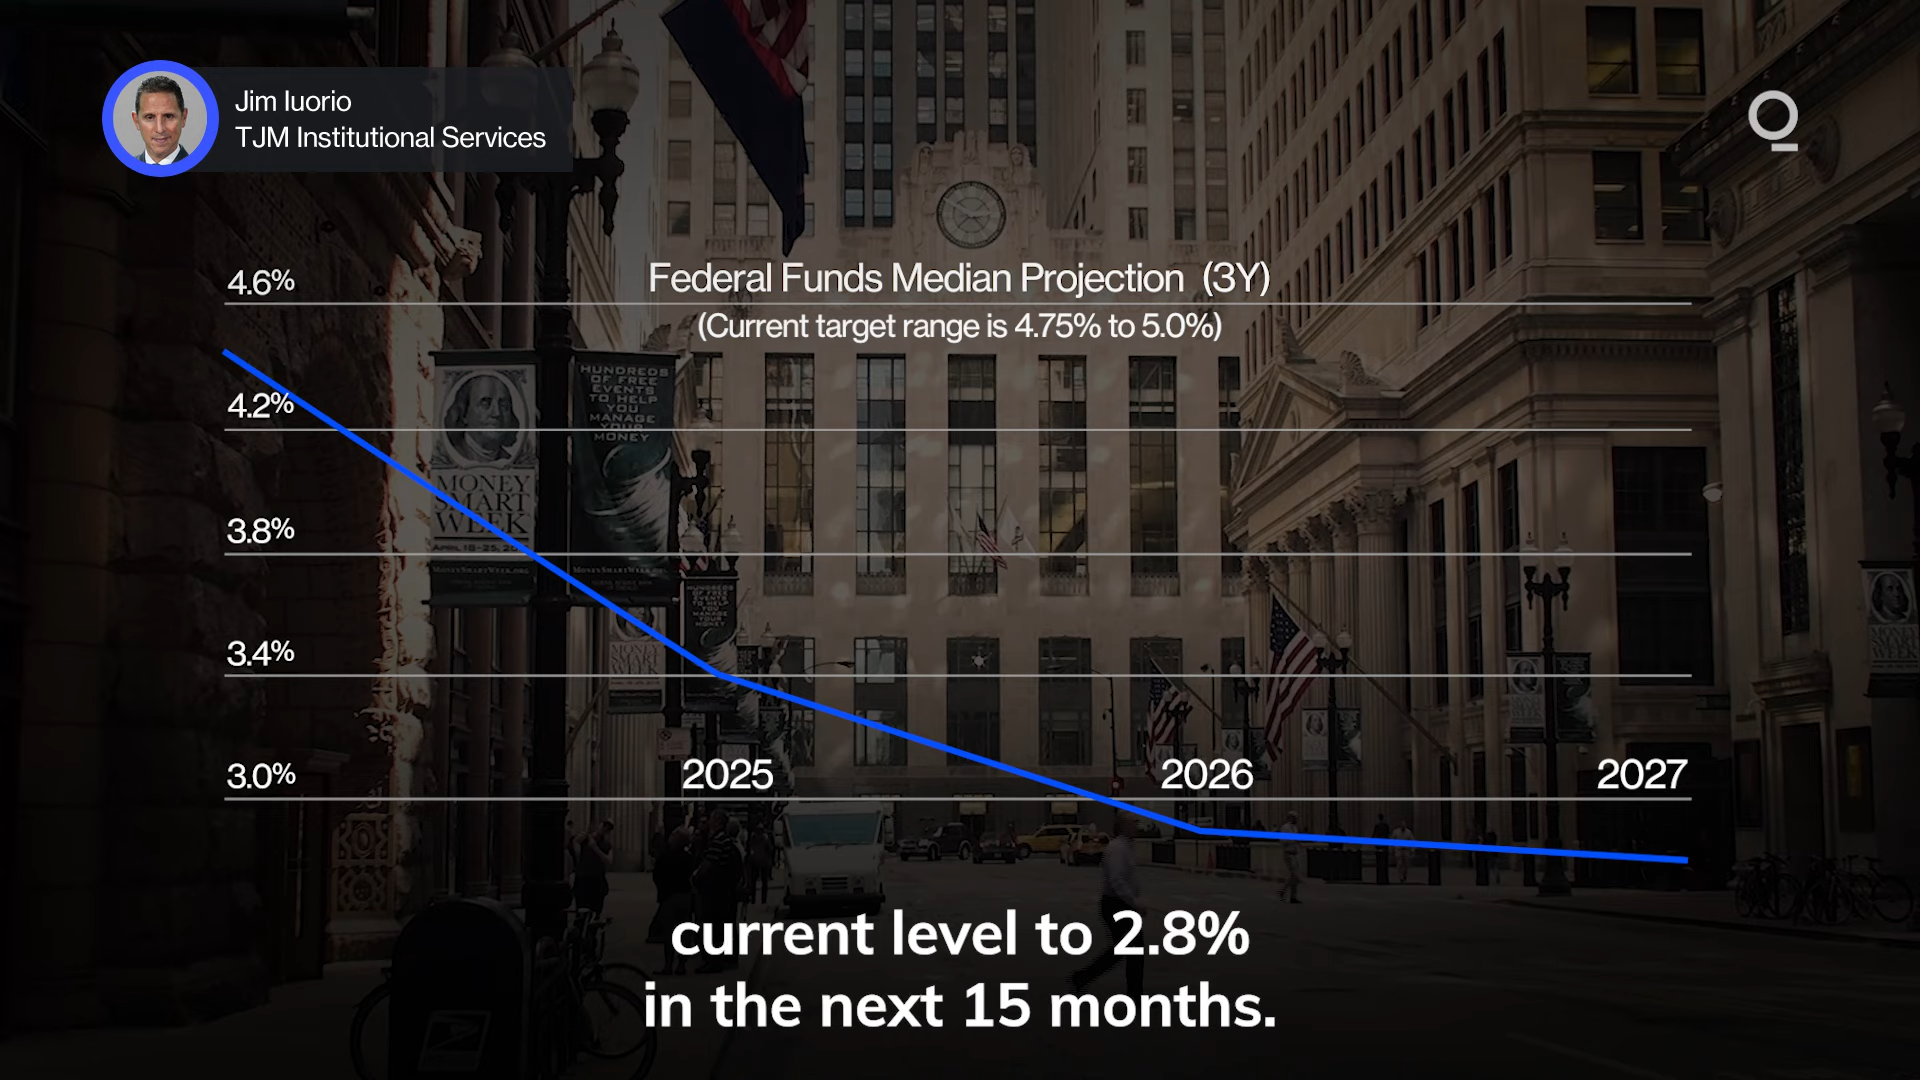 Jim Iuorio
TJM Institutional Services
Federal Funds Median Projection (3Y)
(Current target range is 4.75% to 5.0%)
4.6%
4.2%
3.8%
3.4%
3.0%
2025
2026
2027
HUNDREDS
OF FREE
EVENTS
TO HELP
YOU
MANAGE
YOUR
MONEY
MONEY
SMART
WEEK
current level to 2.8%
in the next 15 months.